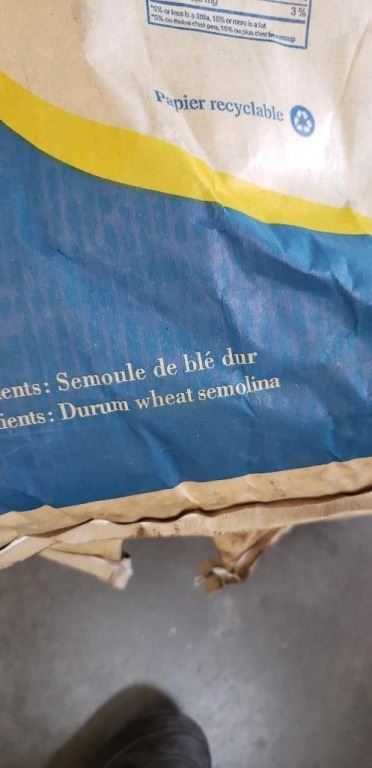 mg 3 %
*5% or less is a little, 15% or more is a lot
*5% ou moins c'est peu, 15% ou plus c'est beaucoup
Papier recyclable
ients: Semoule de blé dur
ients: Durum wheat semolina